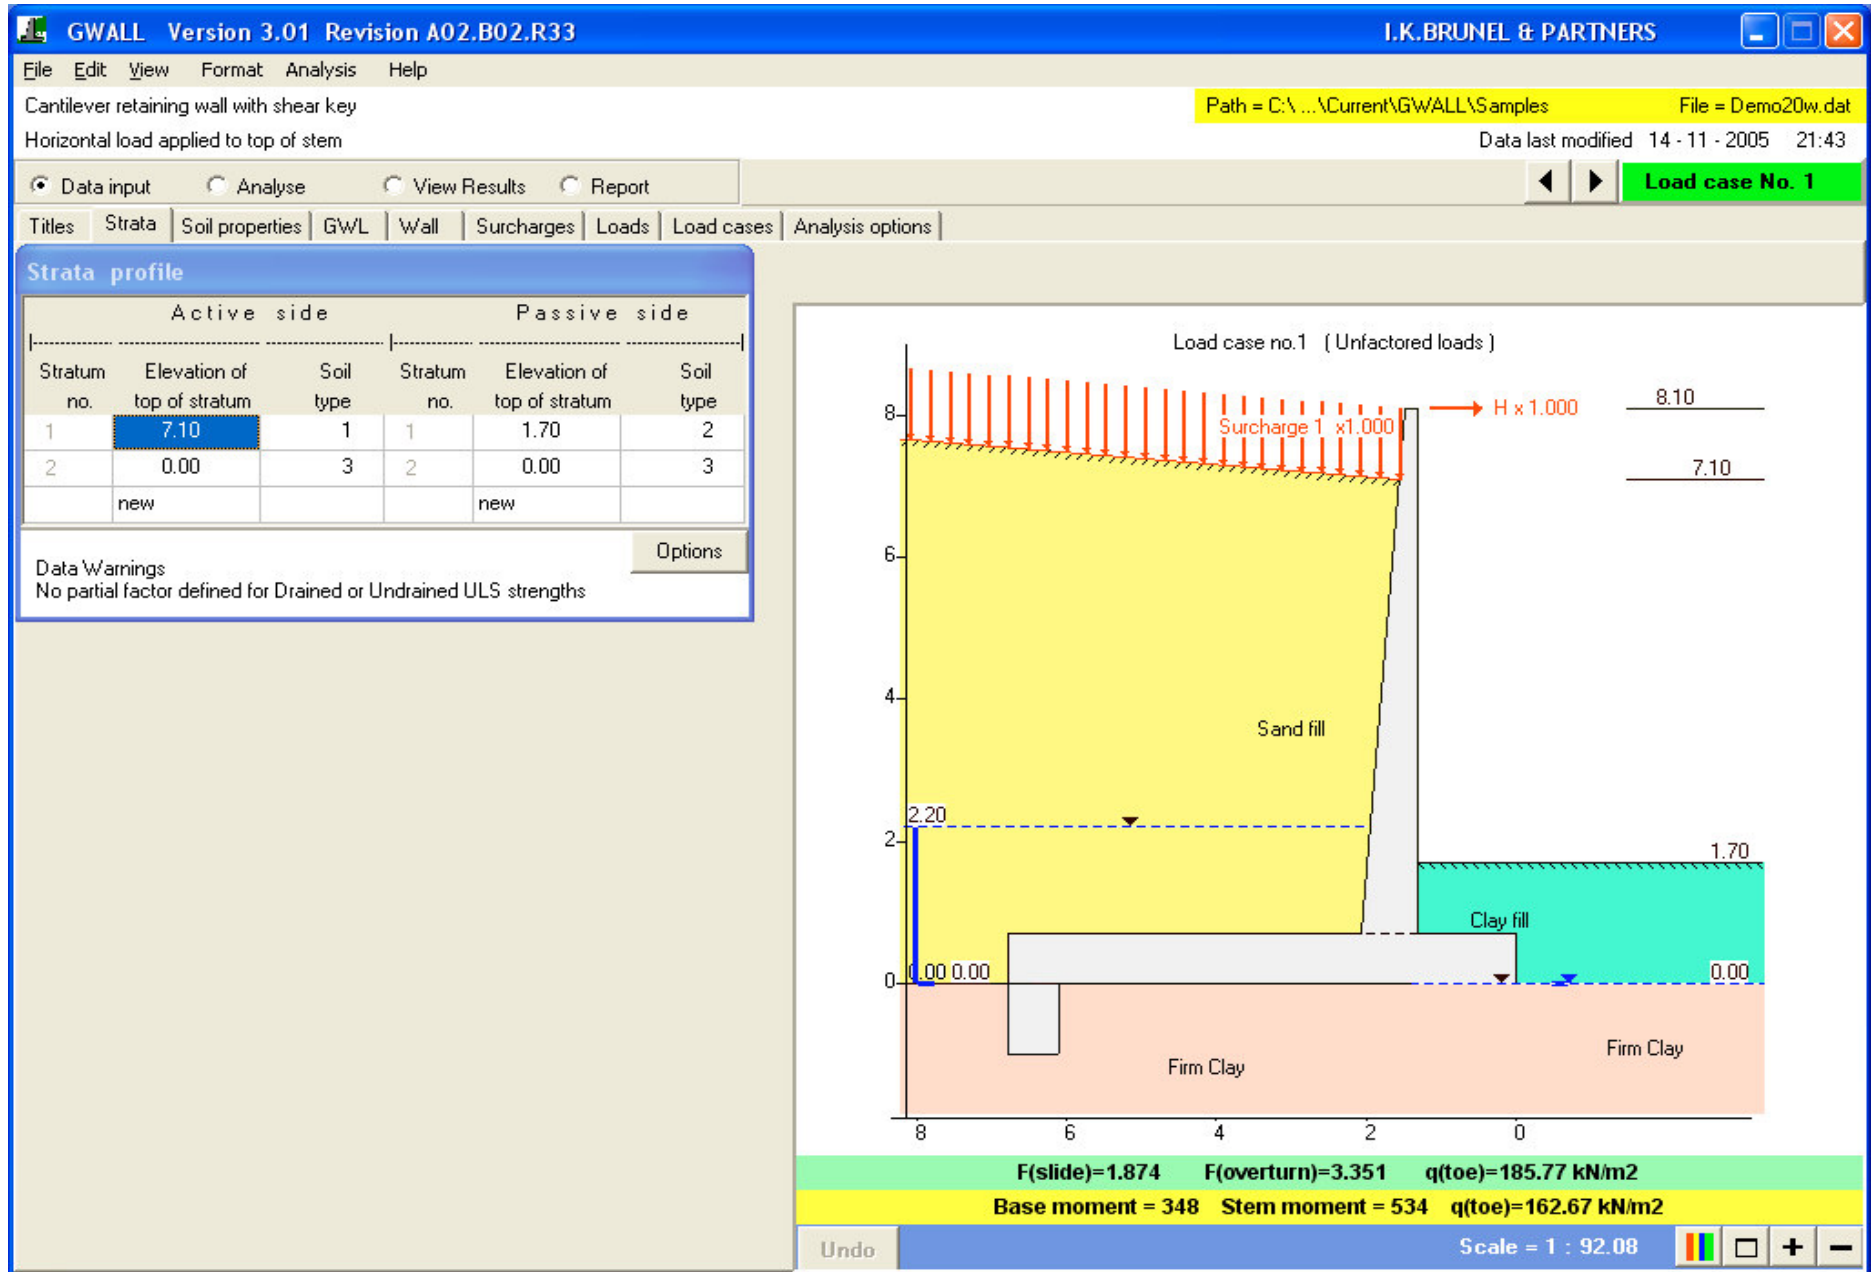 GWALL Version 3.01 Revision A02.B02.R33 I.K.BRUNEL & PARTNERS
File Edit View Format Analysis Help
Cantilever retaining wall with shear key
Path = C:\ ...\Current\GWALL\Samples File = Demo20w.dat
Horizontal load applied to top of stem
Data last modified 14 - 11 - 2005 21:43
Data input Analyse View Results Report
Load case No. 1
Titles Strata Soil properties GWL Wall Surcharges Loads Load cases Analysis options
Strata profile
Active side Passive side
Stratum Elevation of Soil Stratum Elevation of Soil
no. top of stratum type no. top of stratum type
1 7.10 1 1 1.70 2
2 0.00 3 2 0.00 3
new new
Options
Data Warnings
No partial factor defined for Drained or Undrained ULS strengths
Load case no.1 ( Unfactored loads )
8.10
8 H x 1.000
Surcharge 1 x1.000
7.10
6
4
Sand fill
2.20
2
1.70
Clay fill
0 0.00 0.00 0.00
Firm Clay
Firm Clay
8 6 4 2 0
F(slide)=1.874 F(overturn)=3.351 q(toe)=185.77 kN/m2
Base moment = 348 Stem moment = 534 q(toe)=162.67 kN/m2
Undo Scale = 1 : 92.08